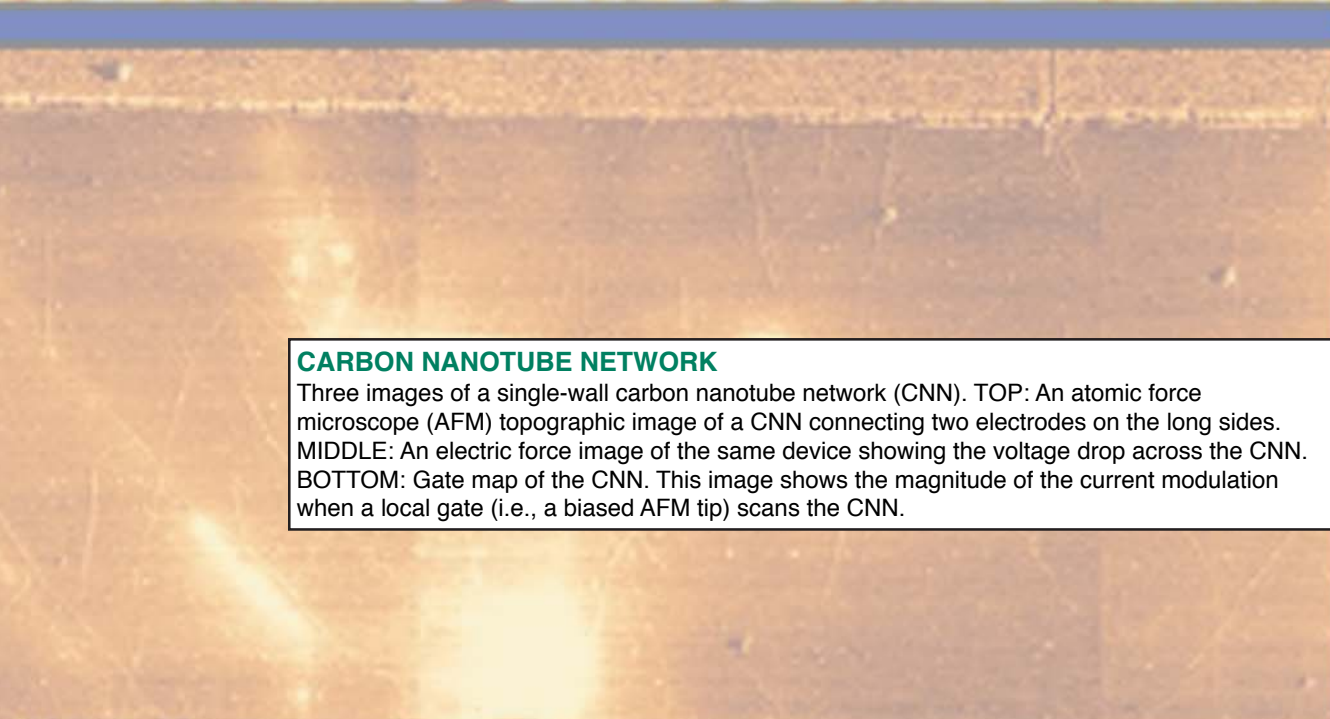 CARBON NANOTUBE NETWORK
Three images of a single-wall carbon nanotube network (CNN). TOP: An atomic force
microscope (AFM) topographic image of a CNN connecting two electrodes on the long sides.
MIDDLE: An electric force image of the same device showing the voltage drop across the CNN.
BOTTOM: Gate map of the CNN. This image shows the magnitude of the current modulation
when a local gate (i.e., a biased AFM tip) scans the CNN.